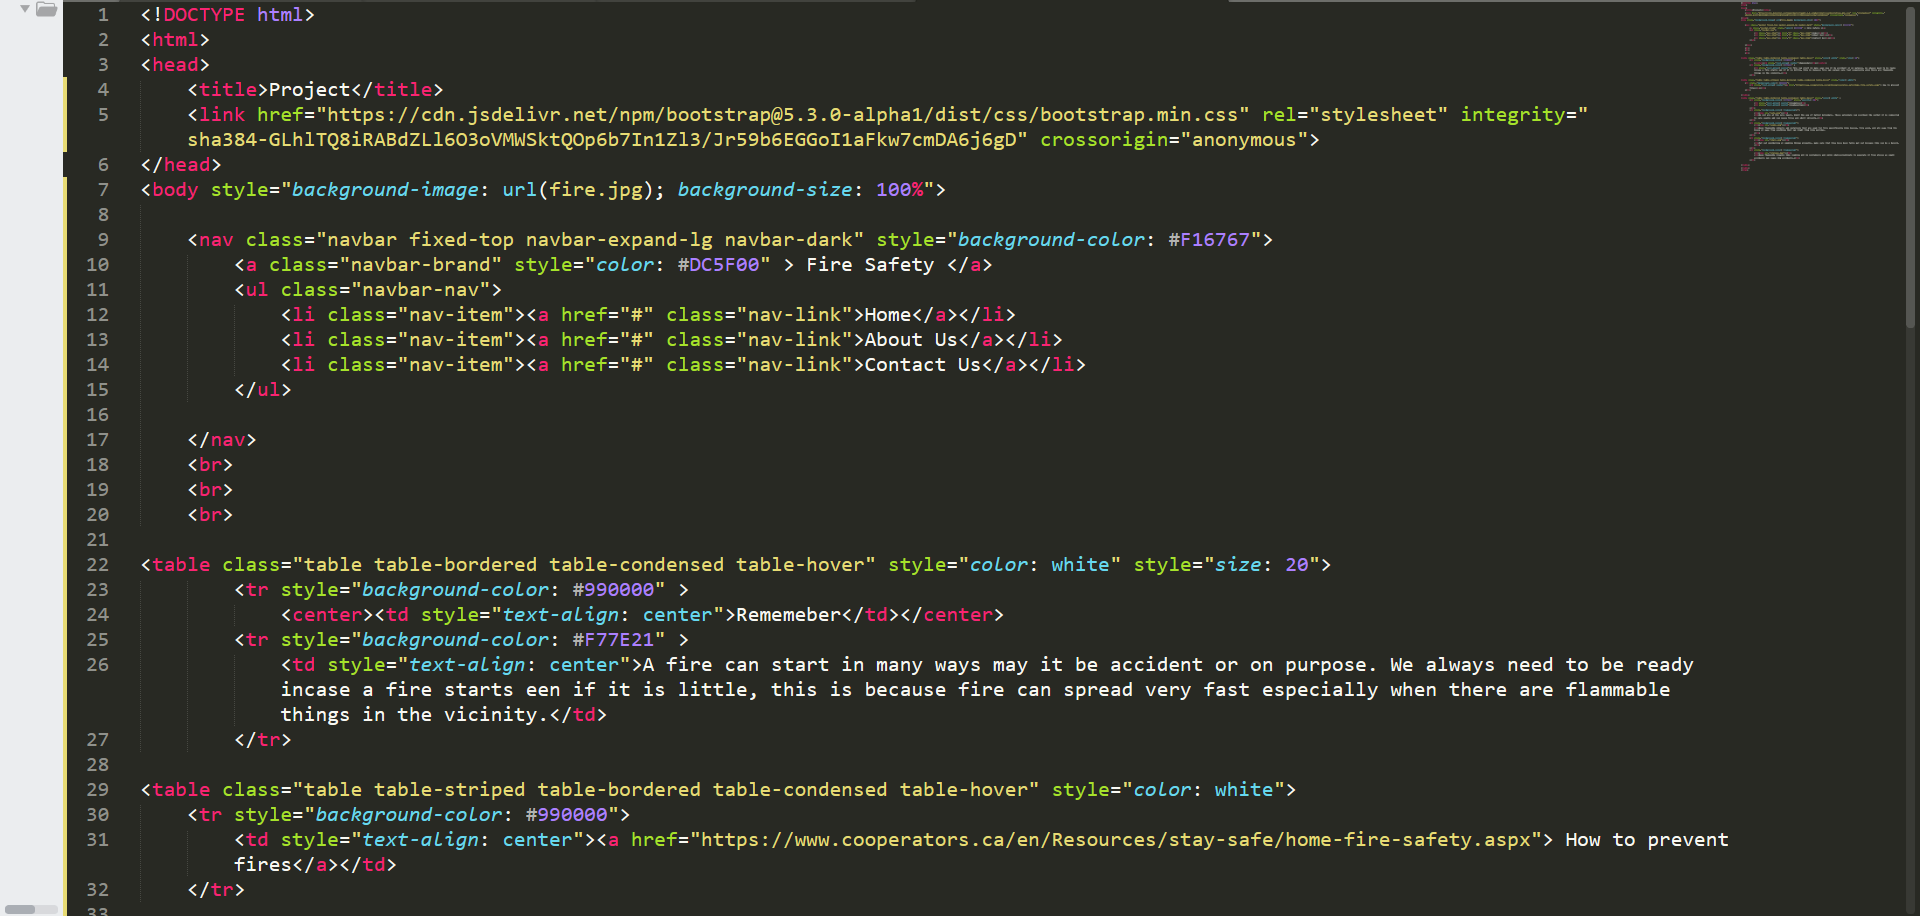 1 <!DOCTYPE html>
2 <html>
3 <head>
4 <title>Project</title>
5 <link href="https://cdn.jsdelivr.net/npm/bootstrap@5.3.0-alpha1/dist/css/bootstrap.min.css" rel="stylesheet" integrity="
sha384-GLhlTQ8iRABdZLl6O3oVMWSktQOp6b7In1Zl3/Jr59b6EGGoI1aFkw7cmDA6j6gD" crossorigin="anonymous">
6 </head>
7 <body style="background-image: url(fire.jpg); background-size: 100%">
8
9 <nav class="navbar fixed-top navbar-expand-lg navbar-dark" style="background-color: #F16767">
10 <a class="navbar-brand" style="color: #DC5F00" > Fire Safety </a>
11 <ul class="navbar-nav">
12 <li class="nav-item"><a href="#" class="nav-link">Home</a></li>
13 <li class="nav-item"><a href="#" class="nav-link">About Us</a></li>
14 <li class="nav-item"><a href="#" class="nav-link">Contact Us</a></li>
15 </ul>
16
17 </nav>
18 <br>
19 <br>
20 <br>
21
22 <table class="table table-bordered table-condensed table-hover" style="color: white" style="size: 20">
23 <tr style="background-color: #990000" >
24 <center><td style="text-align: center">Rememeber</td></center>
25 <tr style="background-color: #F77E21" >
26 <td style="text-align: center">A fire can start in many ways may it be accident or on purpose. We always need to be ready
incase a fire starts een if it is little, this is because fire can spread very fast especially when there are flammable
things in the vicinity.</td>
27 </tr>
28
29 <table class="table table-striped table-bordered table-condensed table-hover" style="color: white">
30 <tr style="background-color: #990000">
31 <td style="text-align: center"><a href="https://www.cooperators.ca/en/Resources/stay-safe/home-fire-safety.aspx"> How to prevent
fires</a></td>
32 </tr>
33